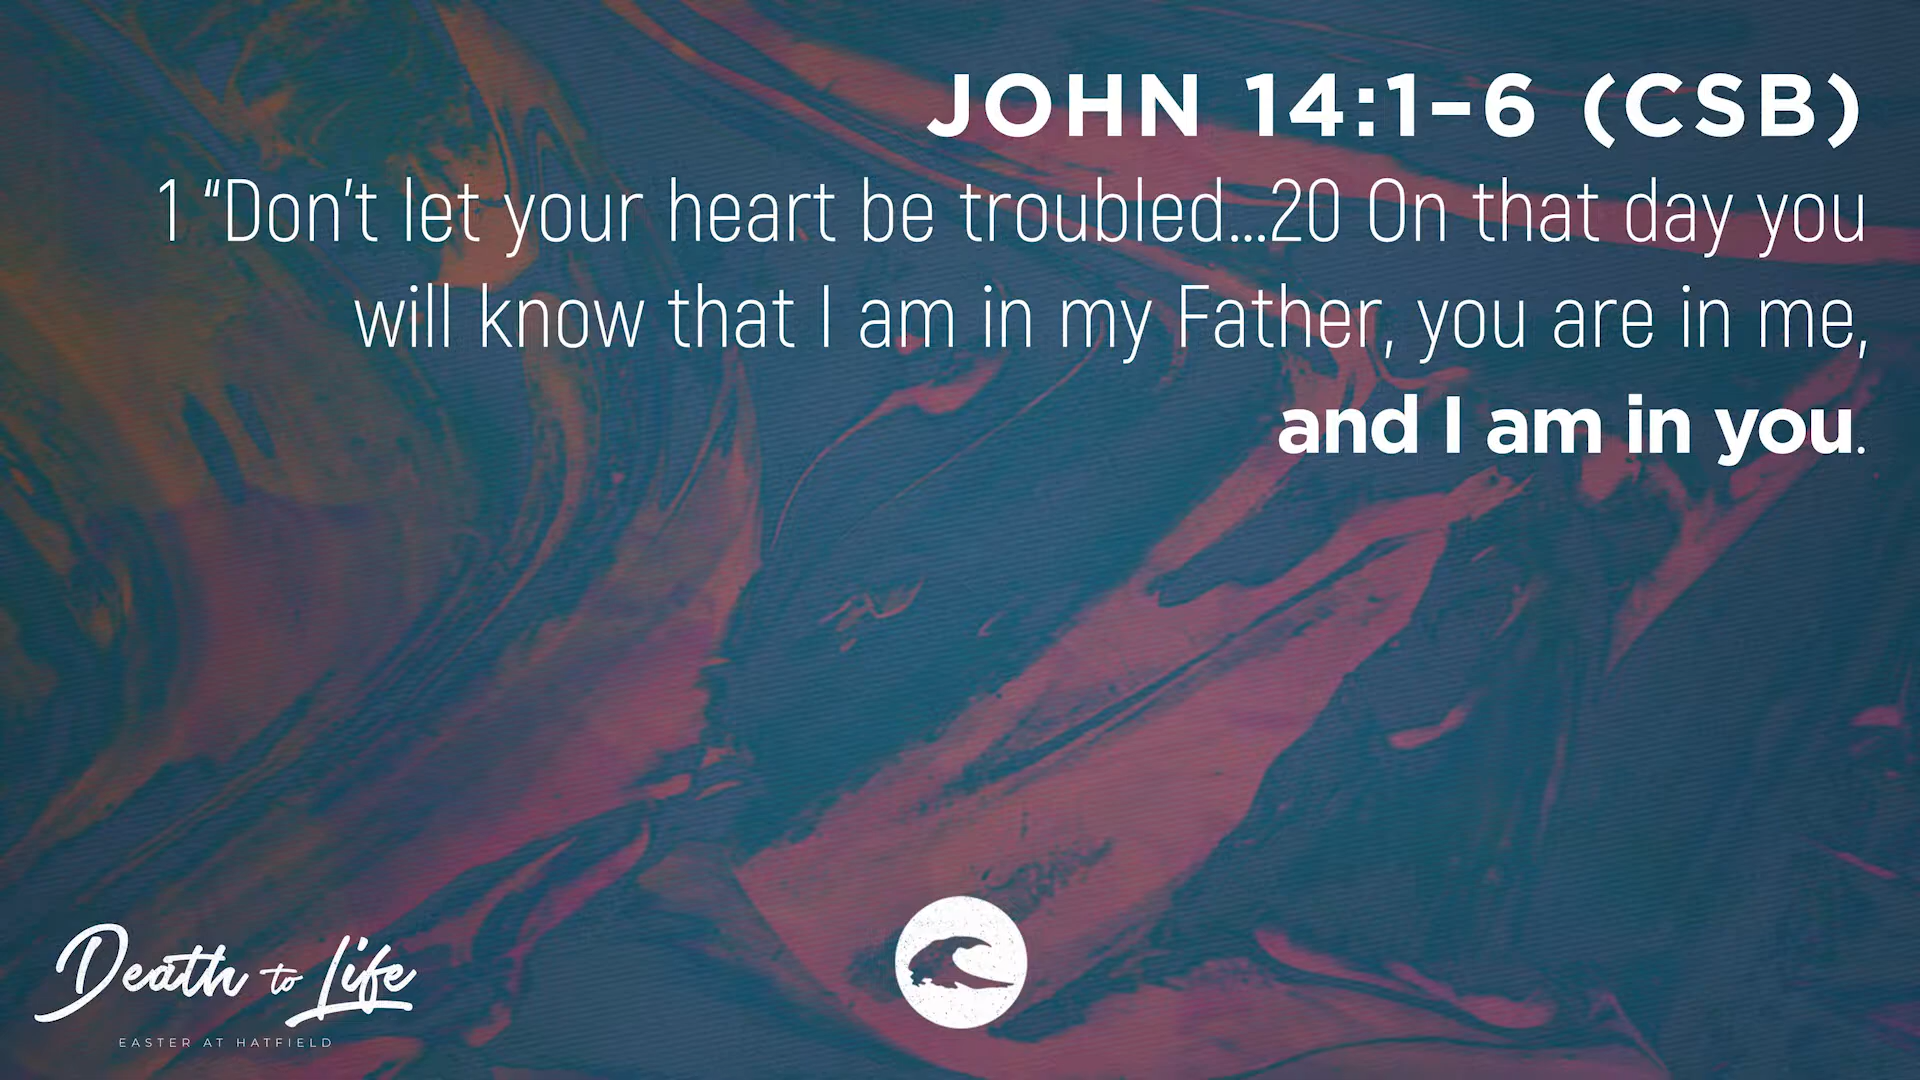 JOHN 14:1–6 (CSB)
1 “Don’t let your heart be troubled...20 On that day you
will know that I am in my Father, you are in me,
and I am in you.
Death to Life
EASTER AT HATFIELD